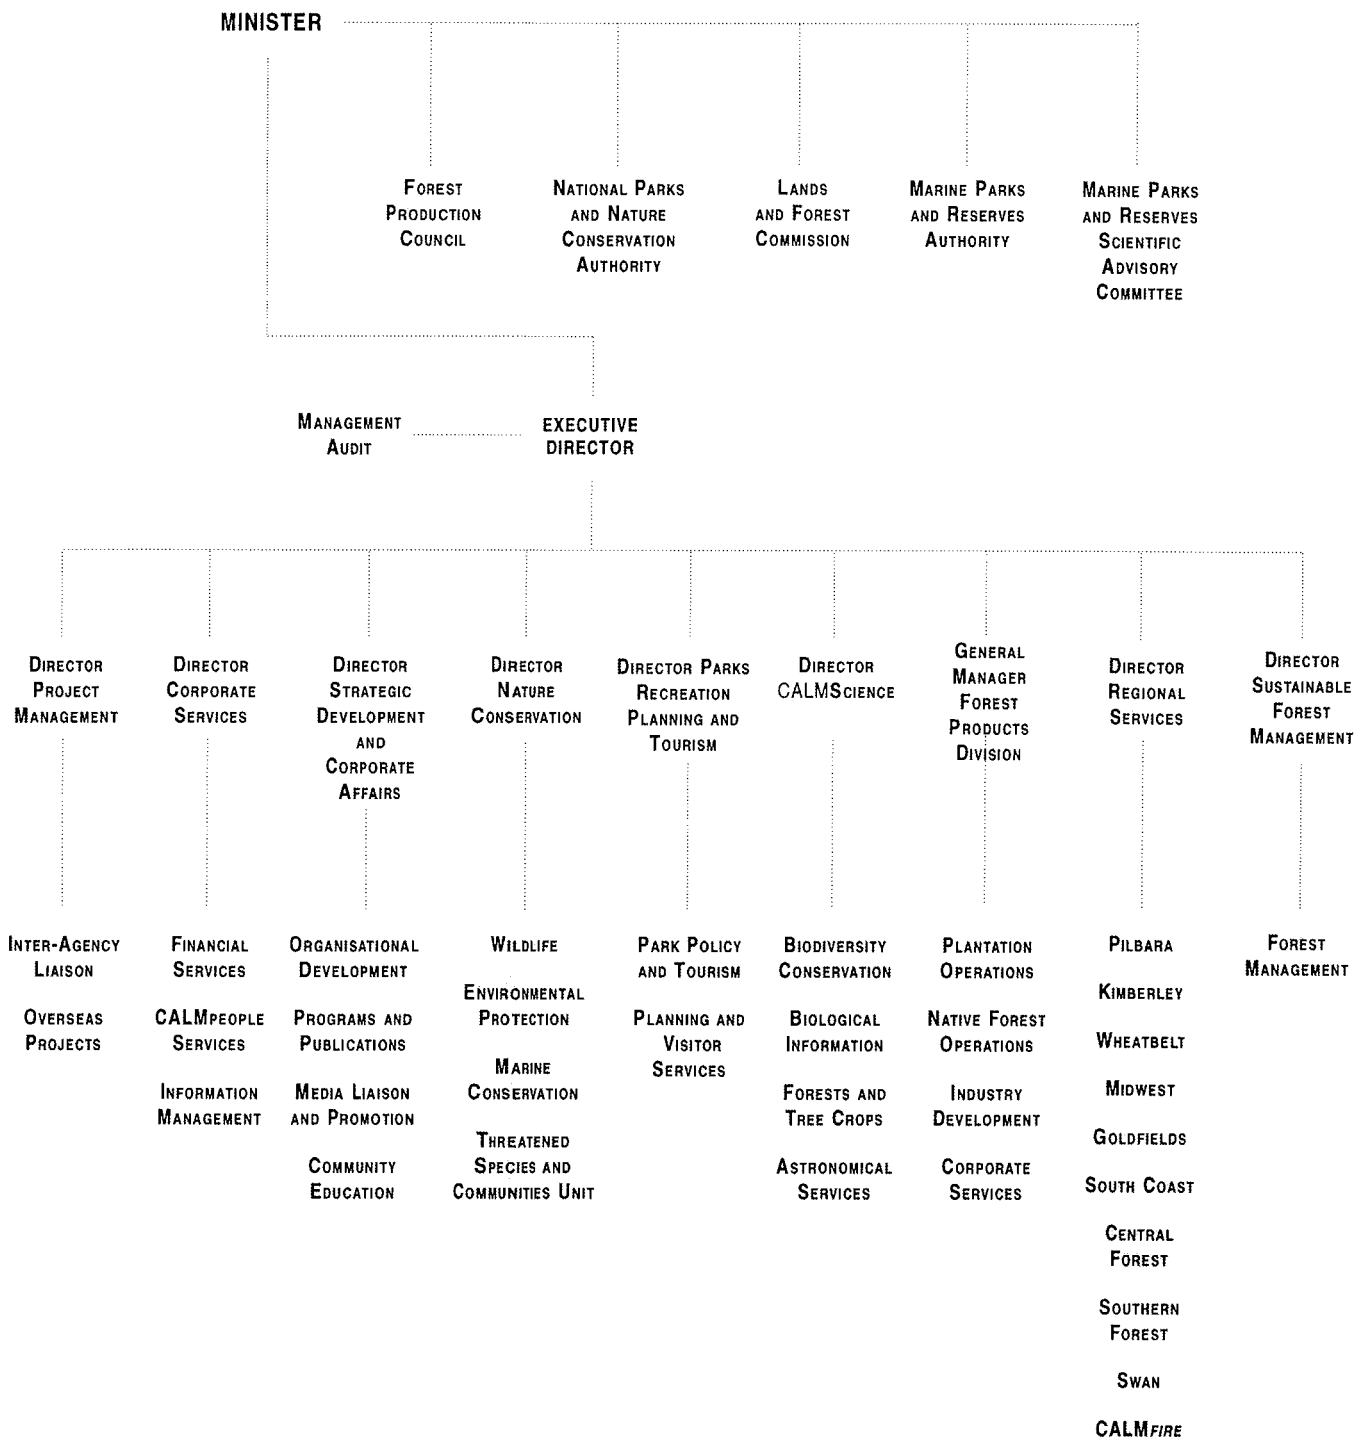 MINISTER
FOREST
PRODUCTION
COUNCIL
NATIONAL PARKS
AND NATURE
CONSERVATION
AUTHORITY
LANDS
AND FOREST
COMMISSION
MARINE PARKS
AND RESERVES
AUTHORITY
MARINE PARKS
AND RESERVES
SCIENTIFIC
ADVISORY
COMMITTEE
MANAGEMENT
AUDIT
EXECUTIVE
DIRECTOR
DIRECTOR
PROJECT
MANAGEMENT
DIRECTOR
CORPORATE
SERVICES
DIRECTOR
STRATEGIC
DEVELOPMENT
AND
CORPORATE
AFFAIRS
DIRECTOR
NATURE
CONSERVATION
DIRECTOR PARKS
RECREATION
PLANNING AND
TOURISM
DIRECTOR
CALMSCIENCE
GENERAL
MANAGER
FOREST
PRODUCTS
DIVISION
DIRECTOR
REGIONAL
SERVICES
DIRECTOR
SUSTAINABLE
FOREST
MANAGEMENT
INTER-AGENCY
LIAISON
OVERSEAS
PROJECTS
FINANCIAL
SERVICES
CALMPEOPLE
SERVICES
INFORMATION
MANAGEMENT
ORGANISATIONAL
DEVELOPMENT
PROGRAMS AND
PUBLICATIONS
MEDIA LIAISON
AND PROMOTION
COMMUNITY
EDUCATION
WILDLIFE
ENVIRONMENTAL
PROTECTION
MARINE
CONSERVATION
THREATENED
SPECIES AND
COMMUNITIES UNIT
PARK POLICY
AND TOURISM
PLANNING AND
VISITOR
SERVICES
BIODIVERSITY
CONSERVATION
BIOLOGICAL
INFORMATION
FORESTS AND
TREE CROPS
ASTRONOMICAL
SERVICES
PLANTATION
OPERATIONS
NATIVE FOREST
OPERATIONS
INDUSTRY
DEVELOPMENT
CORPORATE
SERVICES
PILBARA
KIMBERLEY
WHEATBELT
MIDWEST
GOLDFIELDS
SOUTH COAST
CENTRAL
FOREST
SOUTHERN
FOREST
SWAN
CALMFIRE
FOREST
MANAGEMENT